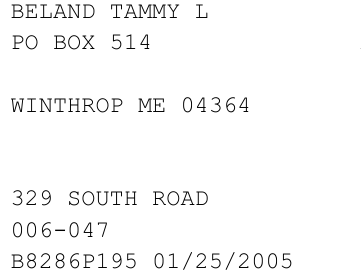 BELAND TAMMY L
PO BOX 514
WINTHROP ME 04364
329 SOUTH ROAD
006-047
B8286P195 01/25/2005